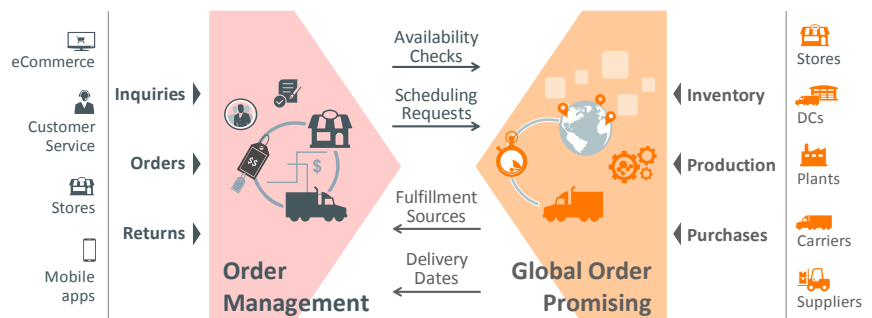 eCommerce
Customer
Service
Stores
Mobile
apps
Inquiries
Orders
Returns
$$
$
Order
Management
Availability
Checks
Scheduling
Requests
Fulfillment
Sources
Delivery
Dates
Global Order
Promising
Inventory
Production
Purchases
Stores
DCs
Plants
Carriers
Suppliers